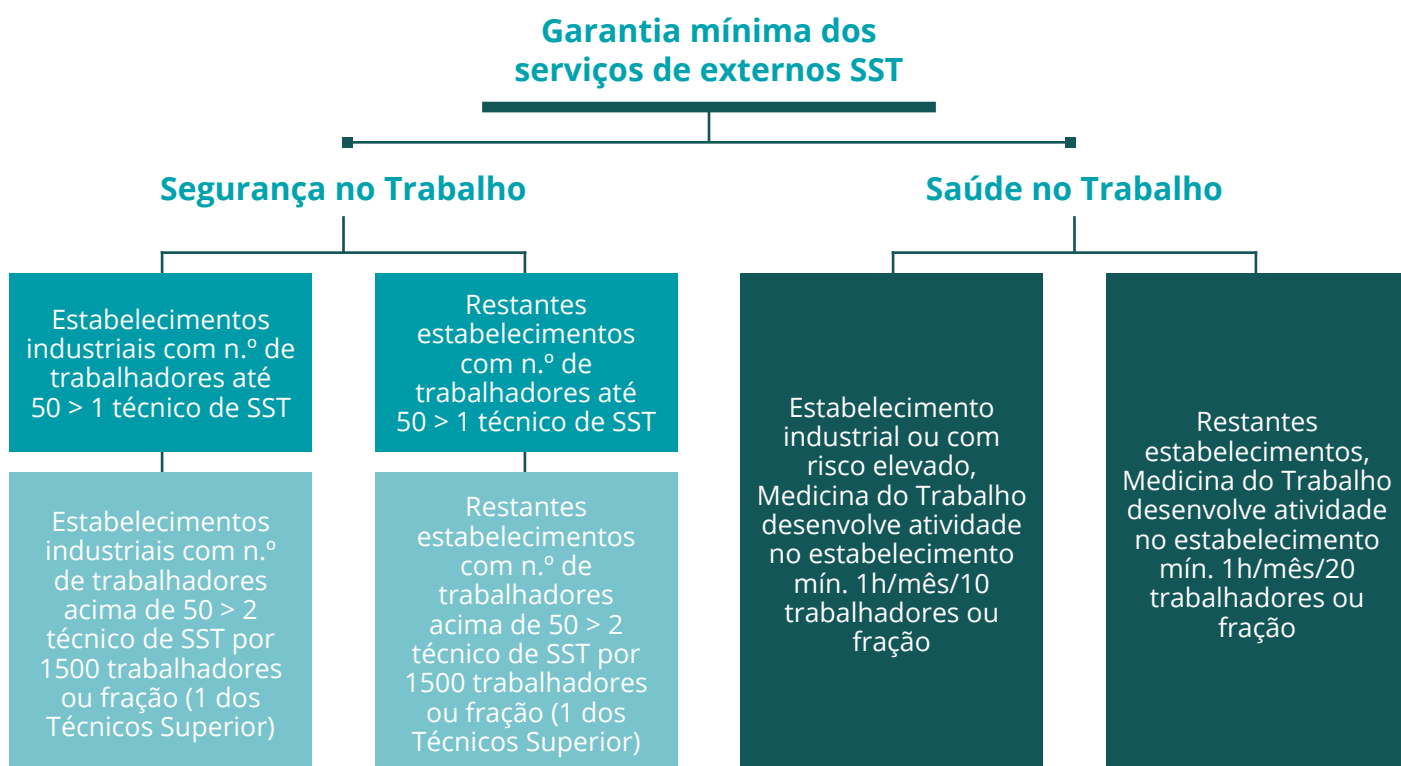 Garantia mínima dos
serviços de externos SST
Segurança no Trabalho
Saúde no Trabalho
Estabelecimentos
industriais com n.º de
trabalhadores até
50 > 1 técnico de SST
Restantes
estabelecimentos
com n.º de
trabalhadores até
50 > 1 técnico de SST
Estabelecimentos
industriais com n.º
de trabalhadores
acima de 50 > 2
técnico de SST por
1500 trabalhadores
ou fração (1 dos
Técnicos Superior)
Restantes
estabelecimentos
com n.º de
trabalhadores
acima de 50 > 2
técnico de SST por
1500 trabalhadores
ou fração (1 dos
Técnicos Superior)
Estabelecimento
industrial ou com
risco elevado,
Medicina do Trabalho
desenvolve atividade
no estabelecimento
mín. 1h/mês/10
trabalhadores ou
fração
Restantes
estabelecimentos,
Medicina do Trabalho
desenvolve atividade
no estabelecimento
mín. 1h/mês/20
trabalhadores ou
fração